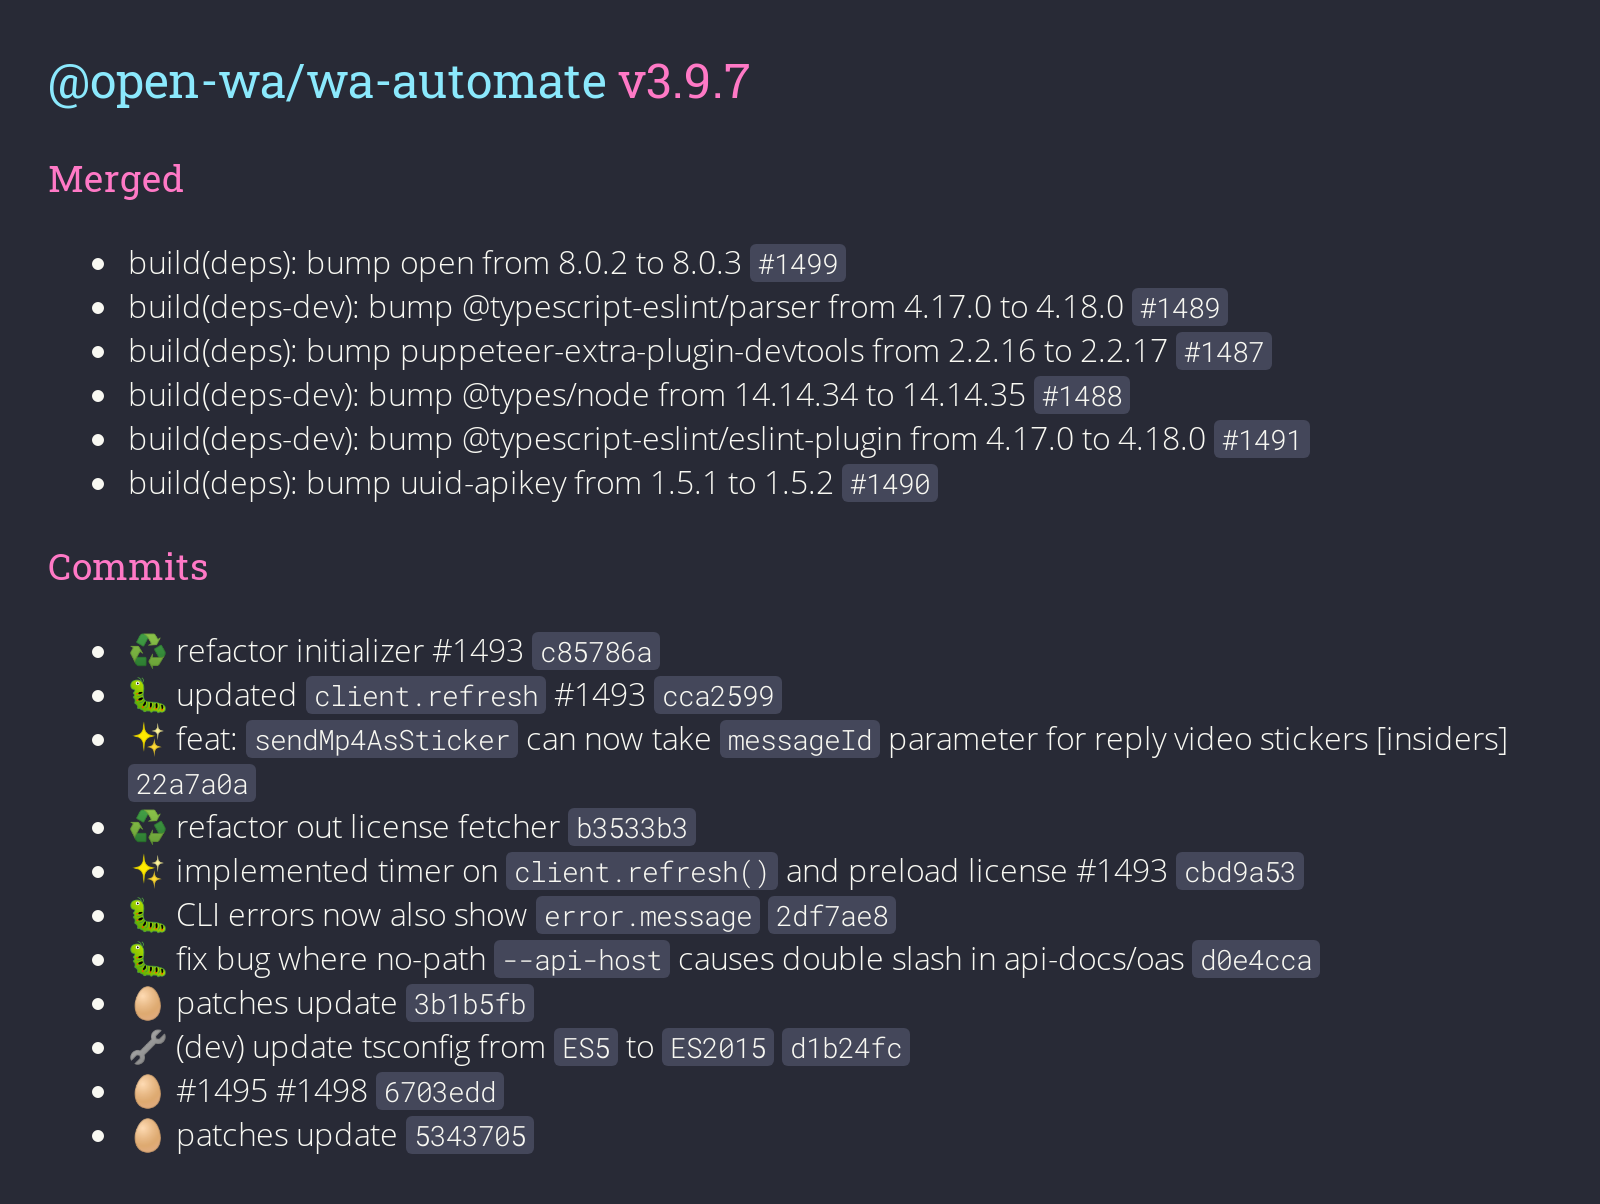 @open-wa/wa-automate v3.9.7
Merged
build(deps): bump open from 8.0.2 to 8.0.3 #1499
build(deps-dev): bump @typescript-eslint/parser from 4.17.0 to 4.18.0 #1489
build(deps): bump puppeteer-extra-plugin-devtools from 2.2.16 to 2.2.17 #1487
build(deps-dev): bump @types/node from 14.14.34 to 14.14.35 #1488
build(deps-dev): bump @typescript-eslint/eslint-plugin from 4.17.0 to 4.18.0 #1491
build(deps): bump uuid-apikey from 1.5.1 to 1.5.2 #1490
Commits
♻️ refactor initializer #1493 c85786a
🐛 updated client.refresh #1493 cca2599
✨ feat: sendMp4AsSticker can now take messageId parameter for reply video stickers [insiders]
22a7a0a
♻️ refactor out license fetcher b3533b3
✨ implemented timer on client.refresh() and preload license #1493 cbd9a53
🐛 CLI errors now also show error.message 2df7ae8
🐛 fix bug where no-path --api-host causes double slash in api-docs/oas d0e4cca
🥚 patches update 3b1b5fb
🔧 (dev) update tsconfig from ES5 to ES2015 d1b24fc
🥚 #1495 #1498 6703edd
🥚 patches update 5343705